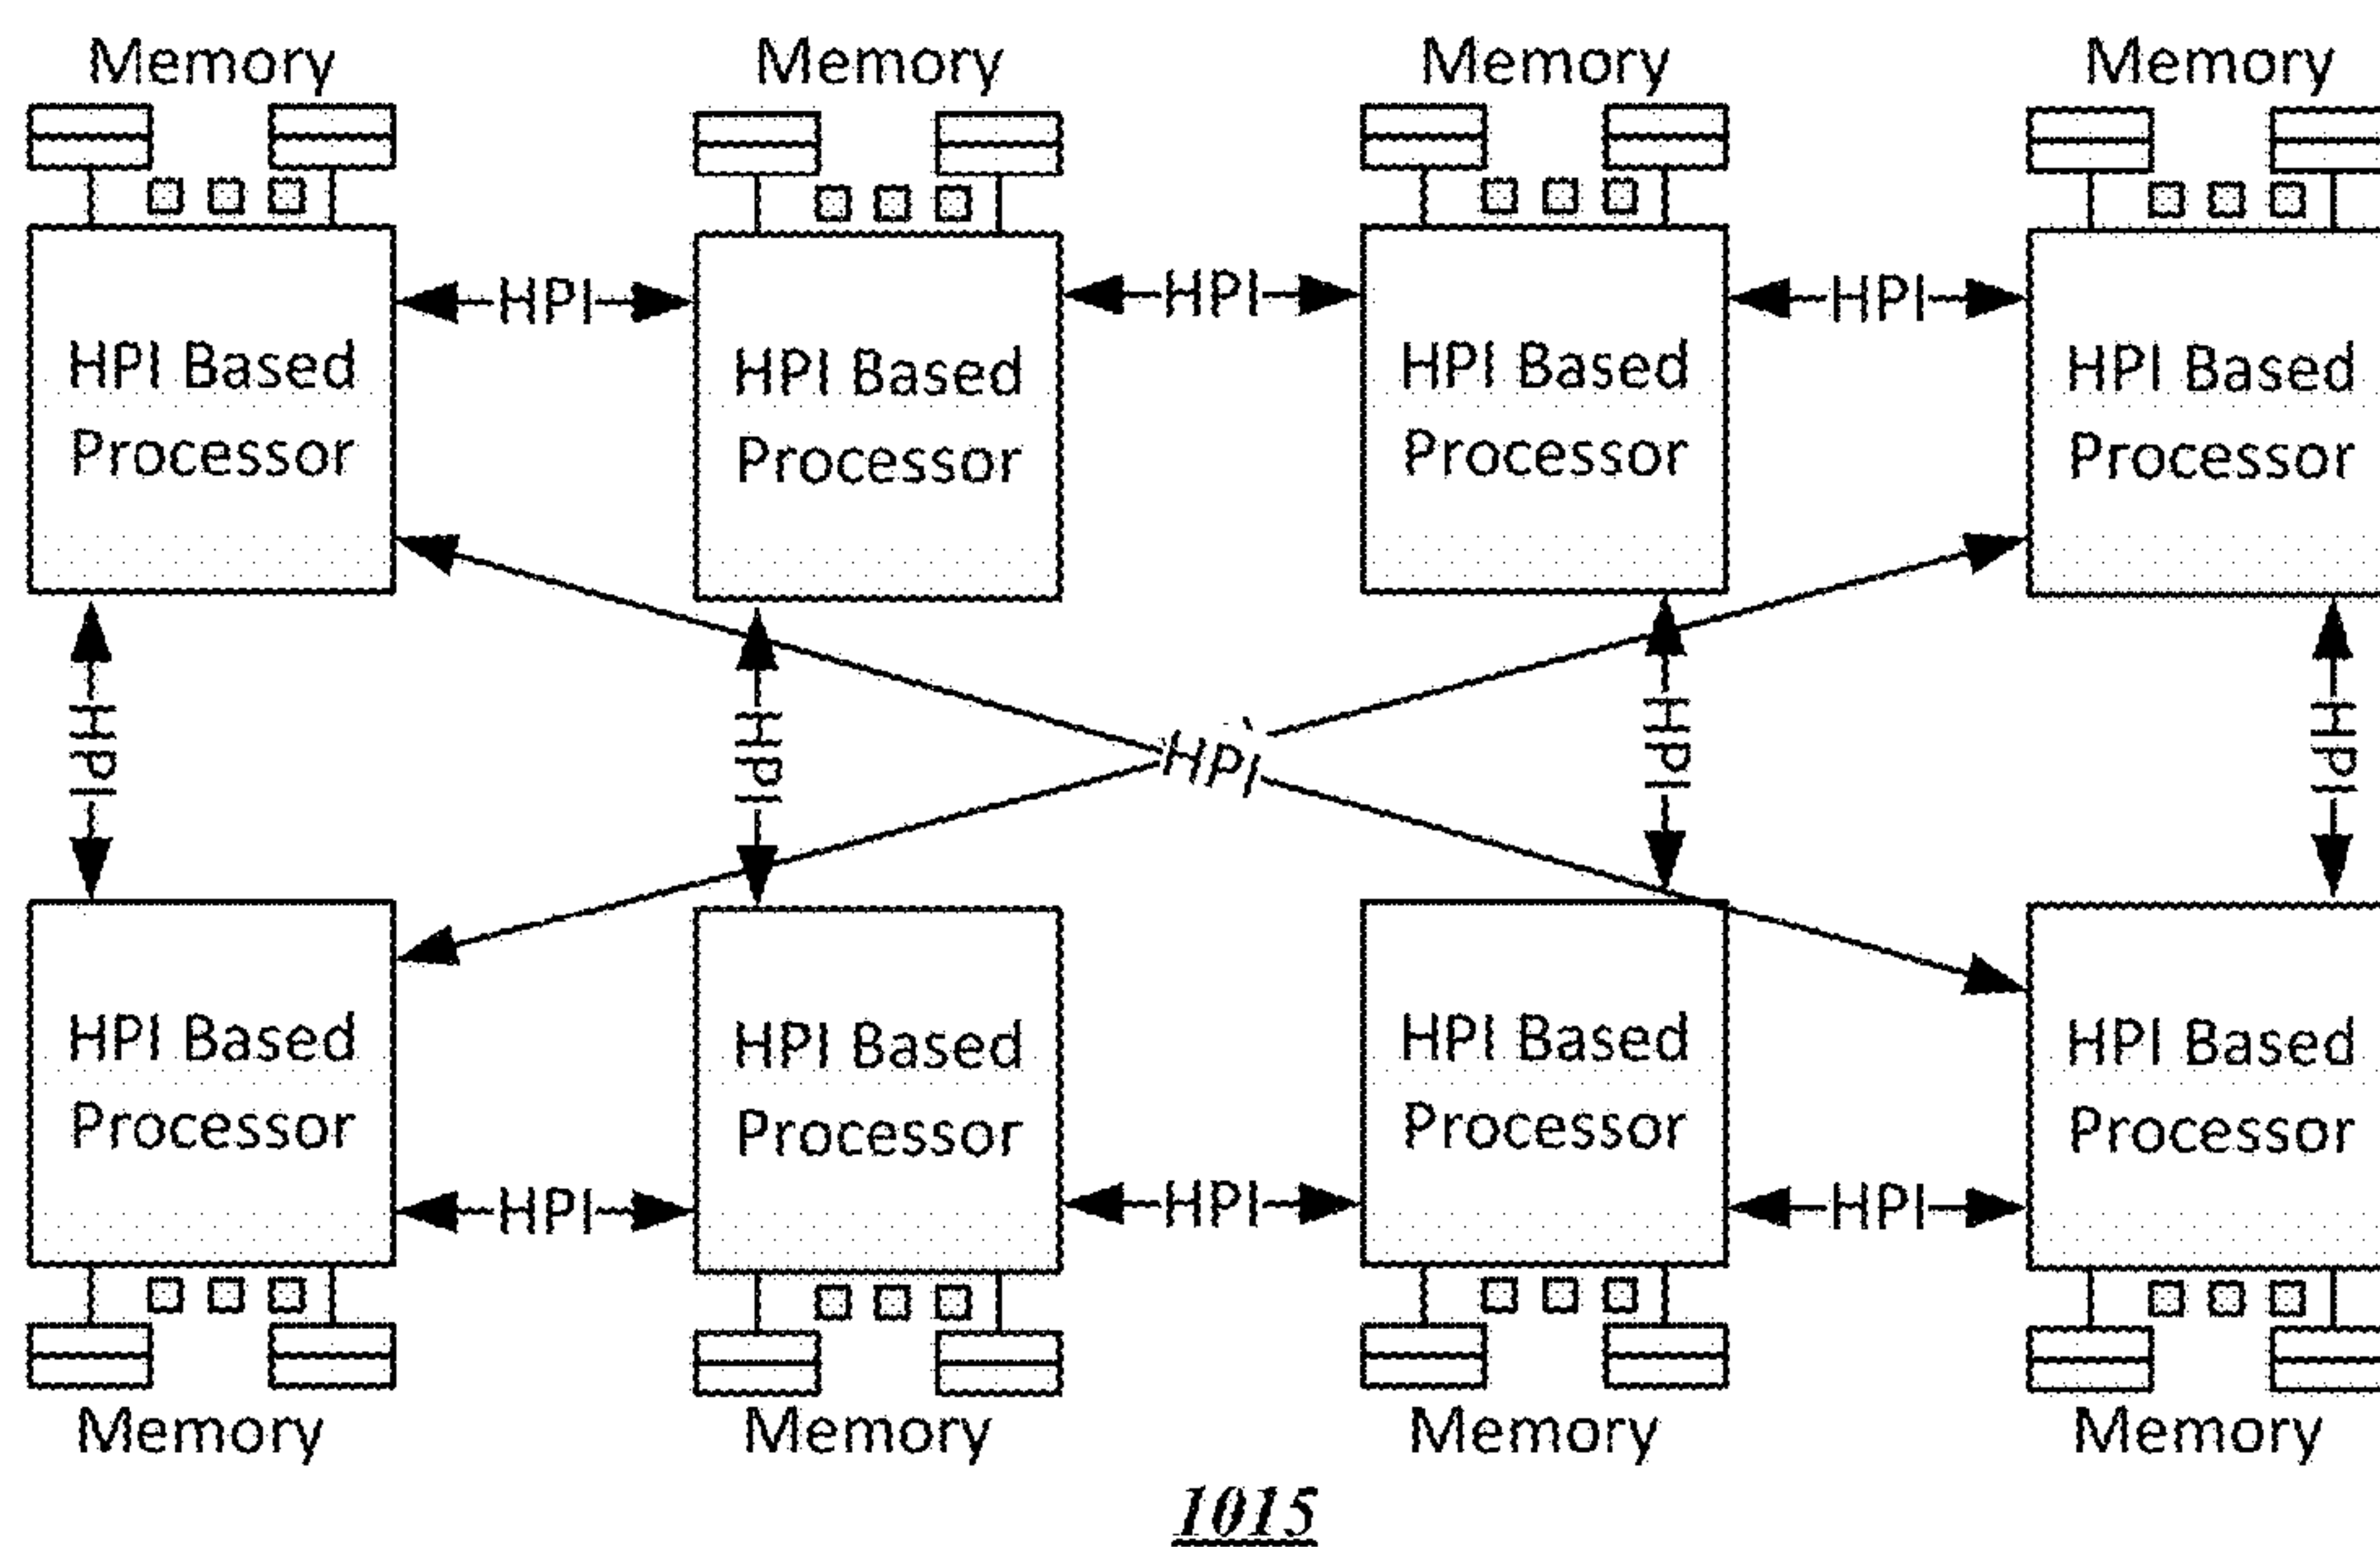 Memory Memory Memory Memory
HPI HPI HPI
HPI Based HPI Based HPI Based HPI Based
Processor Processor Processor Processor
HPI HPI HPI HPI HPI
HPI Based HPI Based HPI Based HPI Based
Processor Processor Processor Processor
HPI HPI HPI
Memory Memory Memory Memory
1015